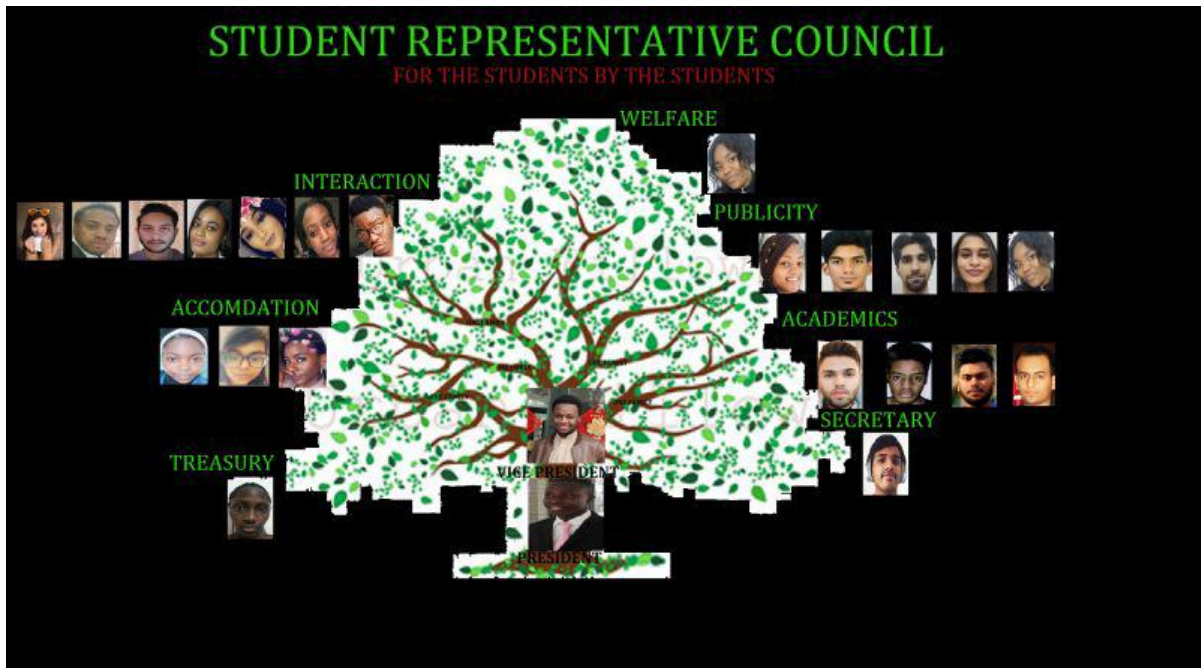 STUDENT REPRESENTATIVE COUNCIL
FOR THE STUDENTS BY THE STUDENTS
WELFARE
INTERACTION
PUBLICITY
ACCOMDATION
ACADEMICS
SECRETARY
TREASURY
VICE PRESIDENT
PRESIDENT